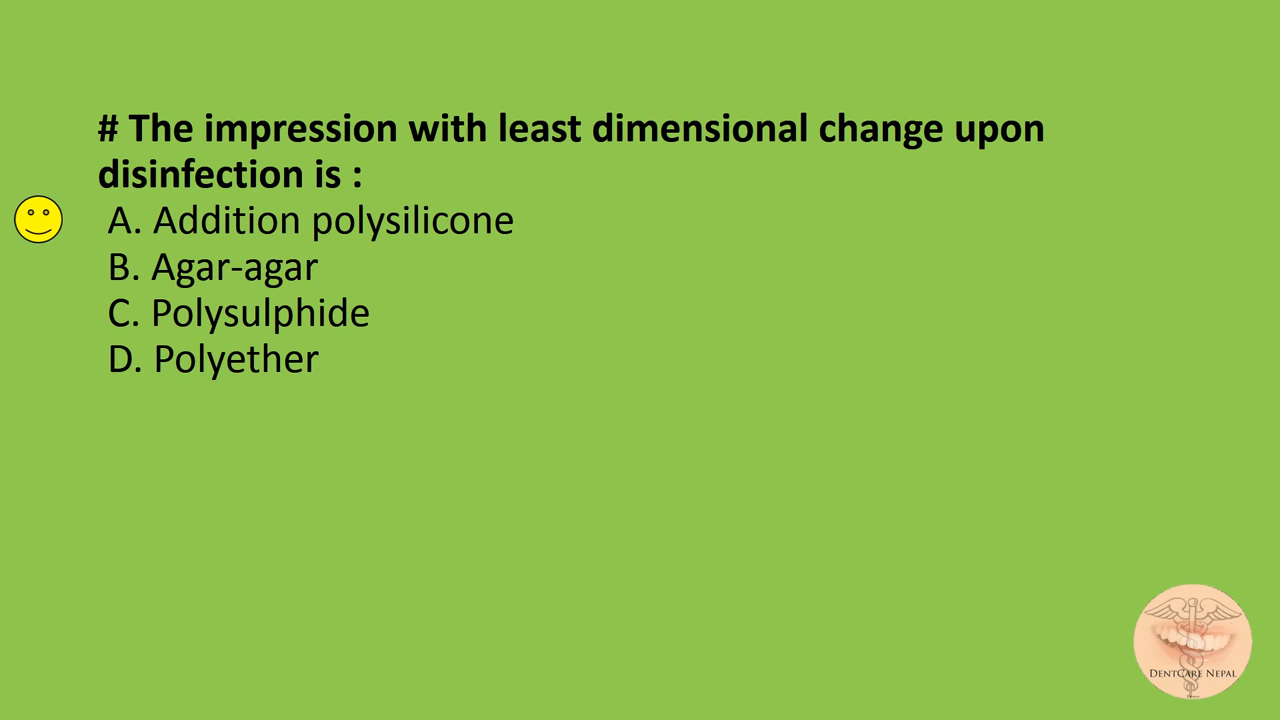 # The impression with least dimensional change upon
disinfection is :
A. Addition polysilicone
B. Agar-agar
C. Polysulphide
D. Polyether
DentCare Nepal